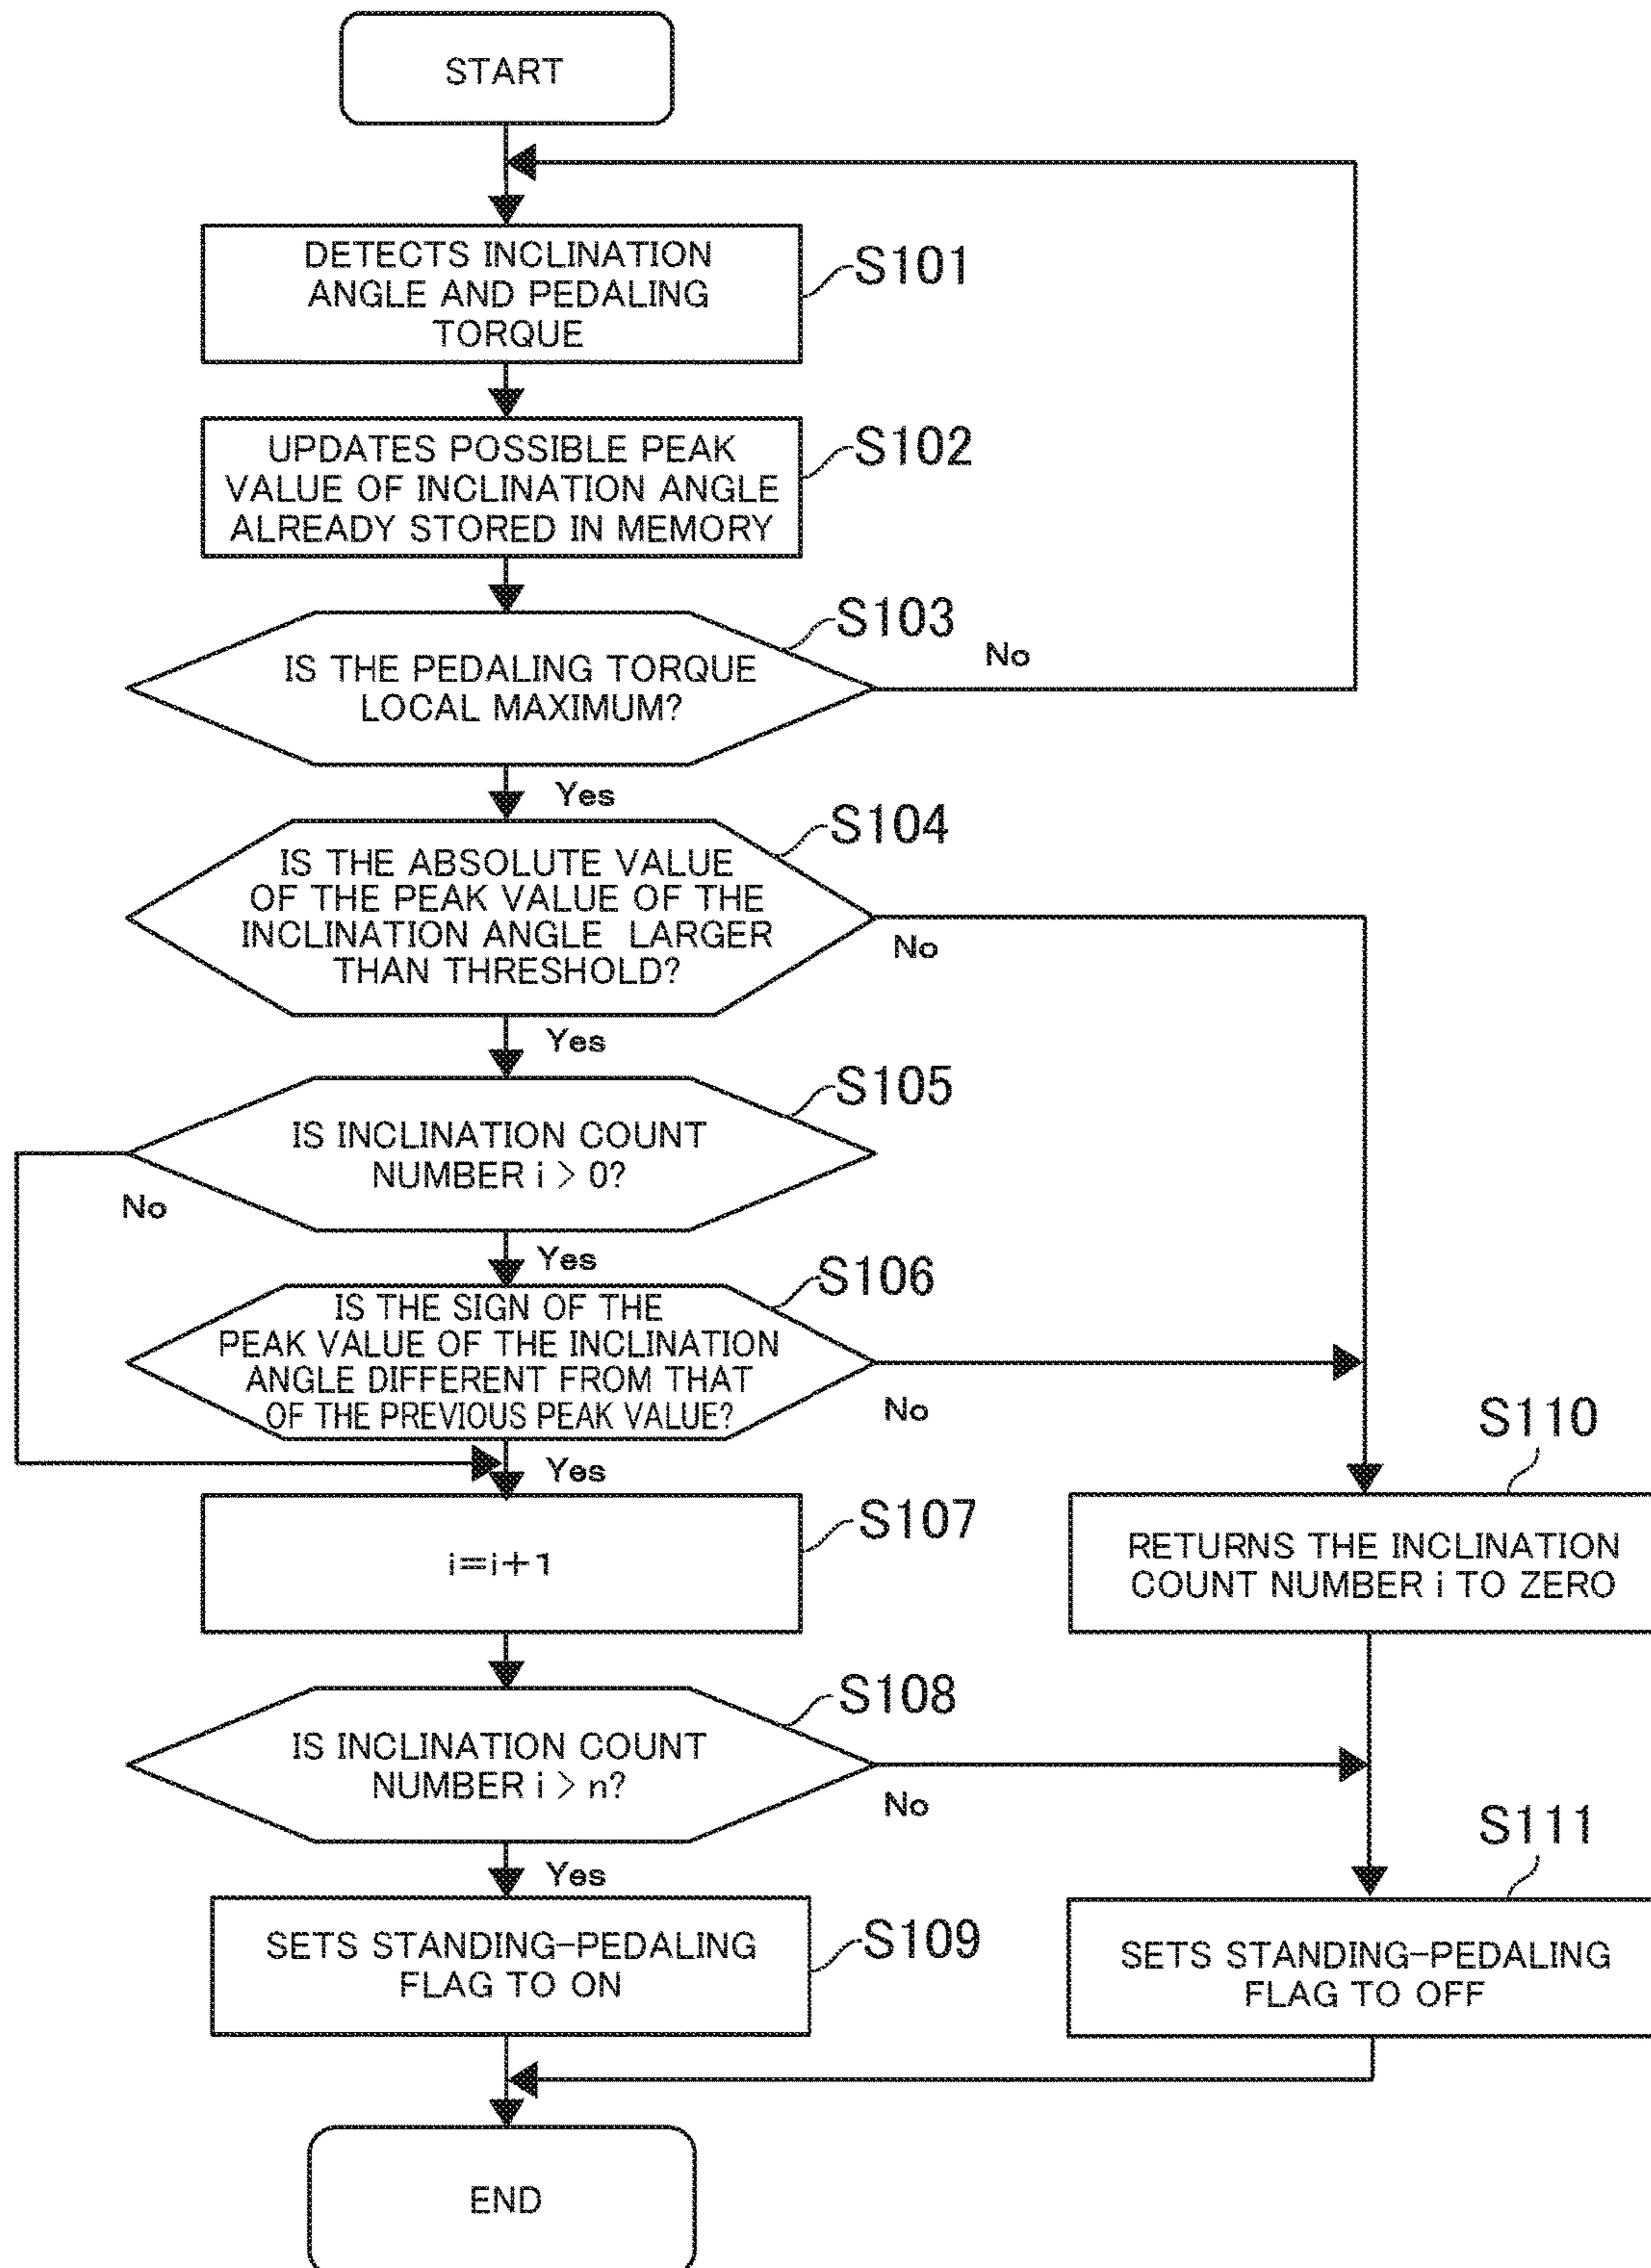 START
DETECTS INCLINATION
ANGLE AND PEDALING
TORQUE
S101
UPDATES POSSIBLE PEAK
VALUE OF INCLINATION ANGLE
ALREADY STORED IN MEMORY
S102
IS THE PEDALING TORQUE
LOCAL MAXIMUM?
S103
No
Yes
IS THE ABSOLUTE VALUE
OF THE PEAK VALUE OF THE
INCLINATION ANGLE LARGER
THAN THRESHOLD?
S104
No
Yes
IS INCLINATION COUNT
NUMBER i > 0?
S105
No
Yes
IS THE SIGN OF THE
PEAK VALUE OF THE INCLINATION
ANGLE DIFFERENT FROM THAT
OF THE PREVIOUS PEAK VALUE?
S106
No
Yes
i=i+1
S107
RETURNS THE INCLINATION
COUNT NUMBER i TO ZERO
S110
IS INCLINATION COUNT
NUMBER i > n?
S108
No
Yes
SETS STANDING-PEDALING
FLAG TO ON
S109
SETS STANDING-PEDALING
FLAG TO OFF
S111
END